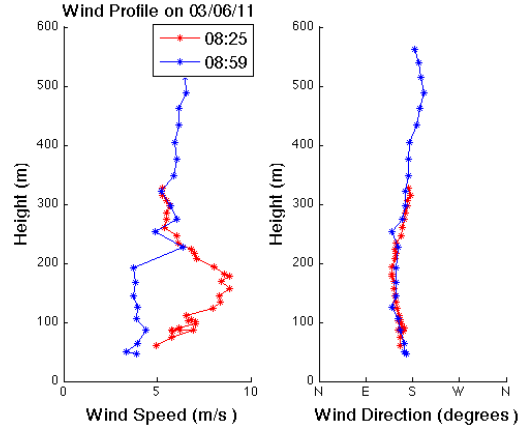 Wind Profile on 03/06/11
08:25
08:59
600
500
400
300
200
100
0
Height (m)
0
5
10
Wind Speed (m/s )
600
500
400
300
200
100
0
Height (m)
N
E
S
W
N
Wind Direction (degrees )